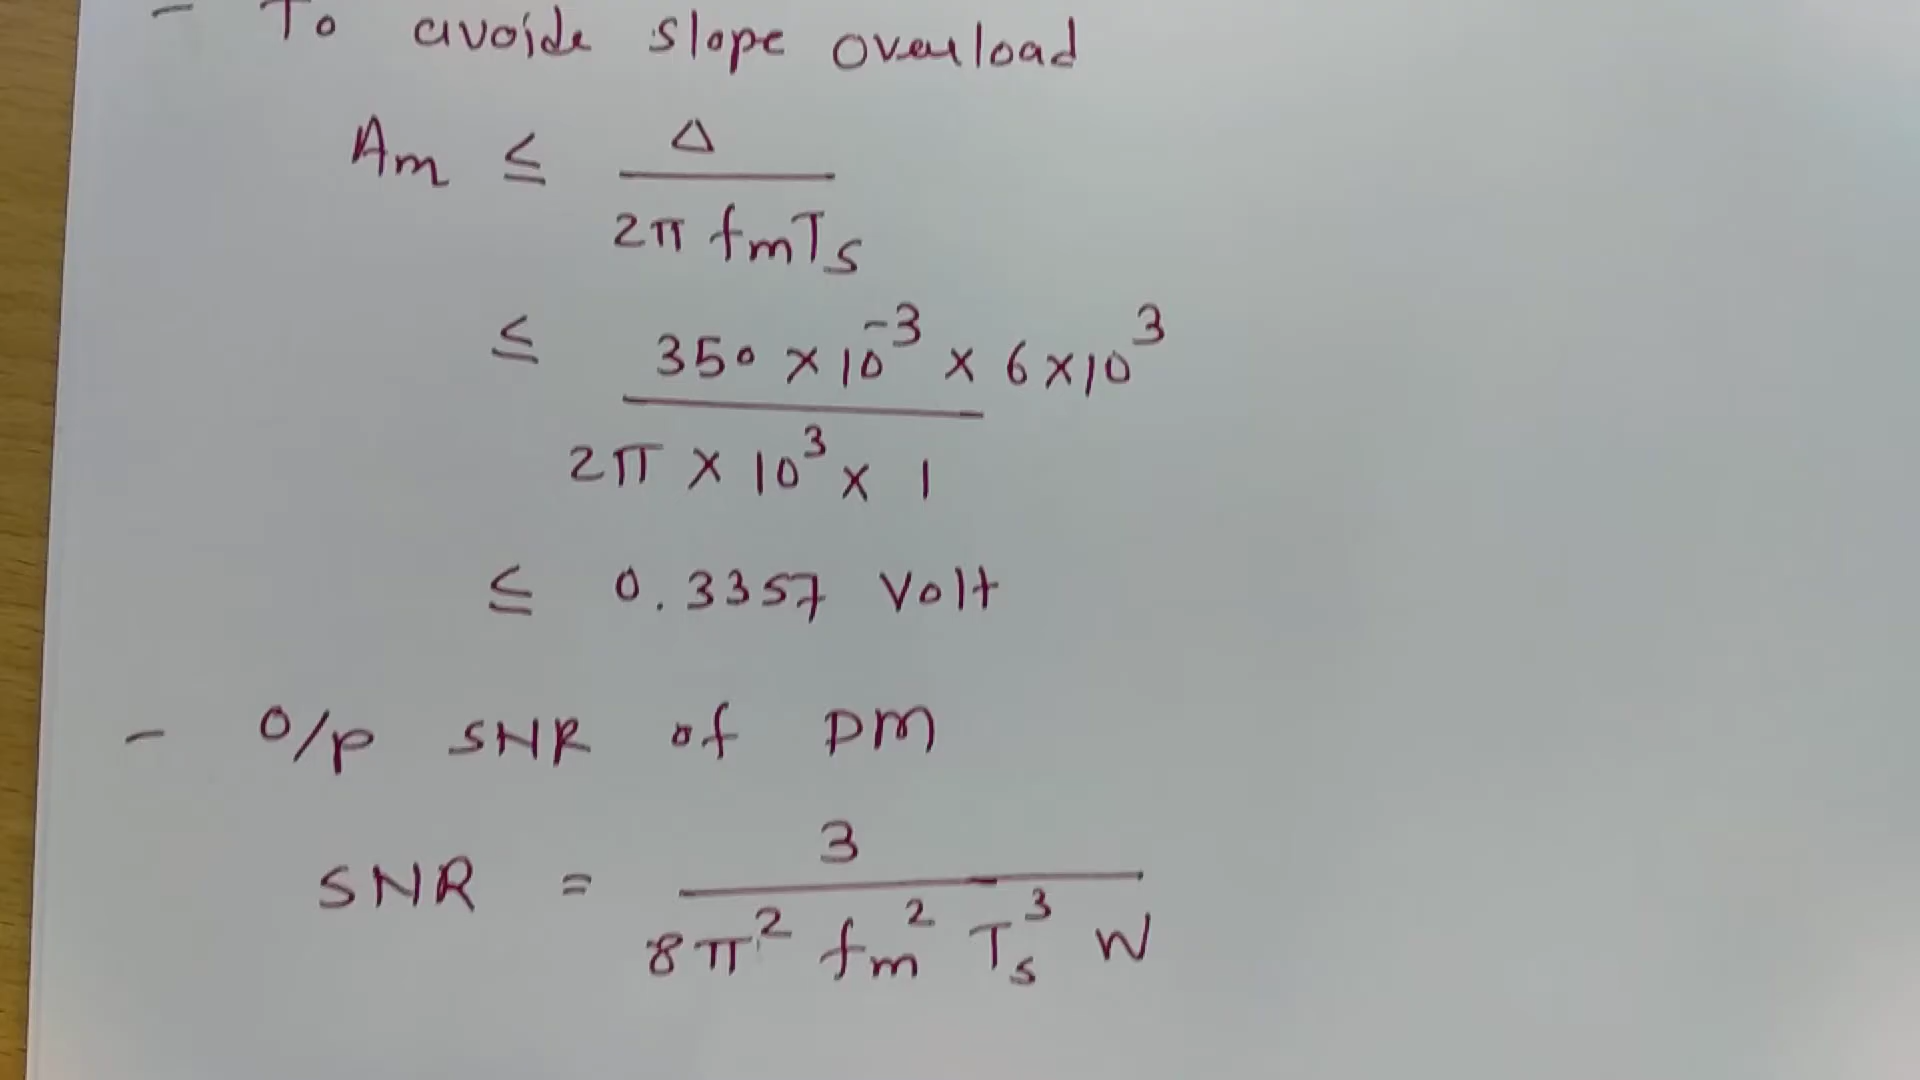 - To avoide slope overload
Am ≤ Δ / 2π fmTs
≤ 350 × 10^-3 × 6×10^3 / 2π × 10^3 × 1
≤ 0.3357 Volt
- O/p SNR of DM
SNR = 3 / 8π^2 fm^2 Ts^3 W